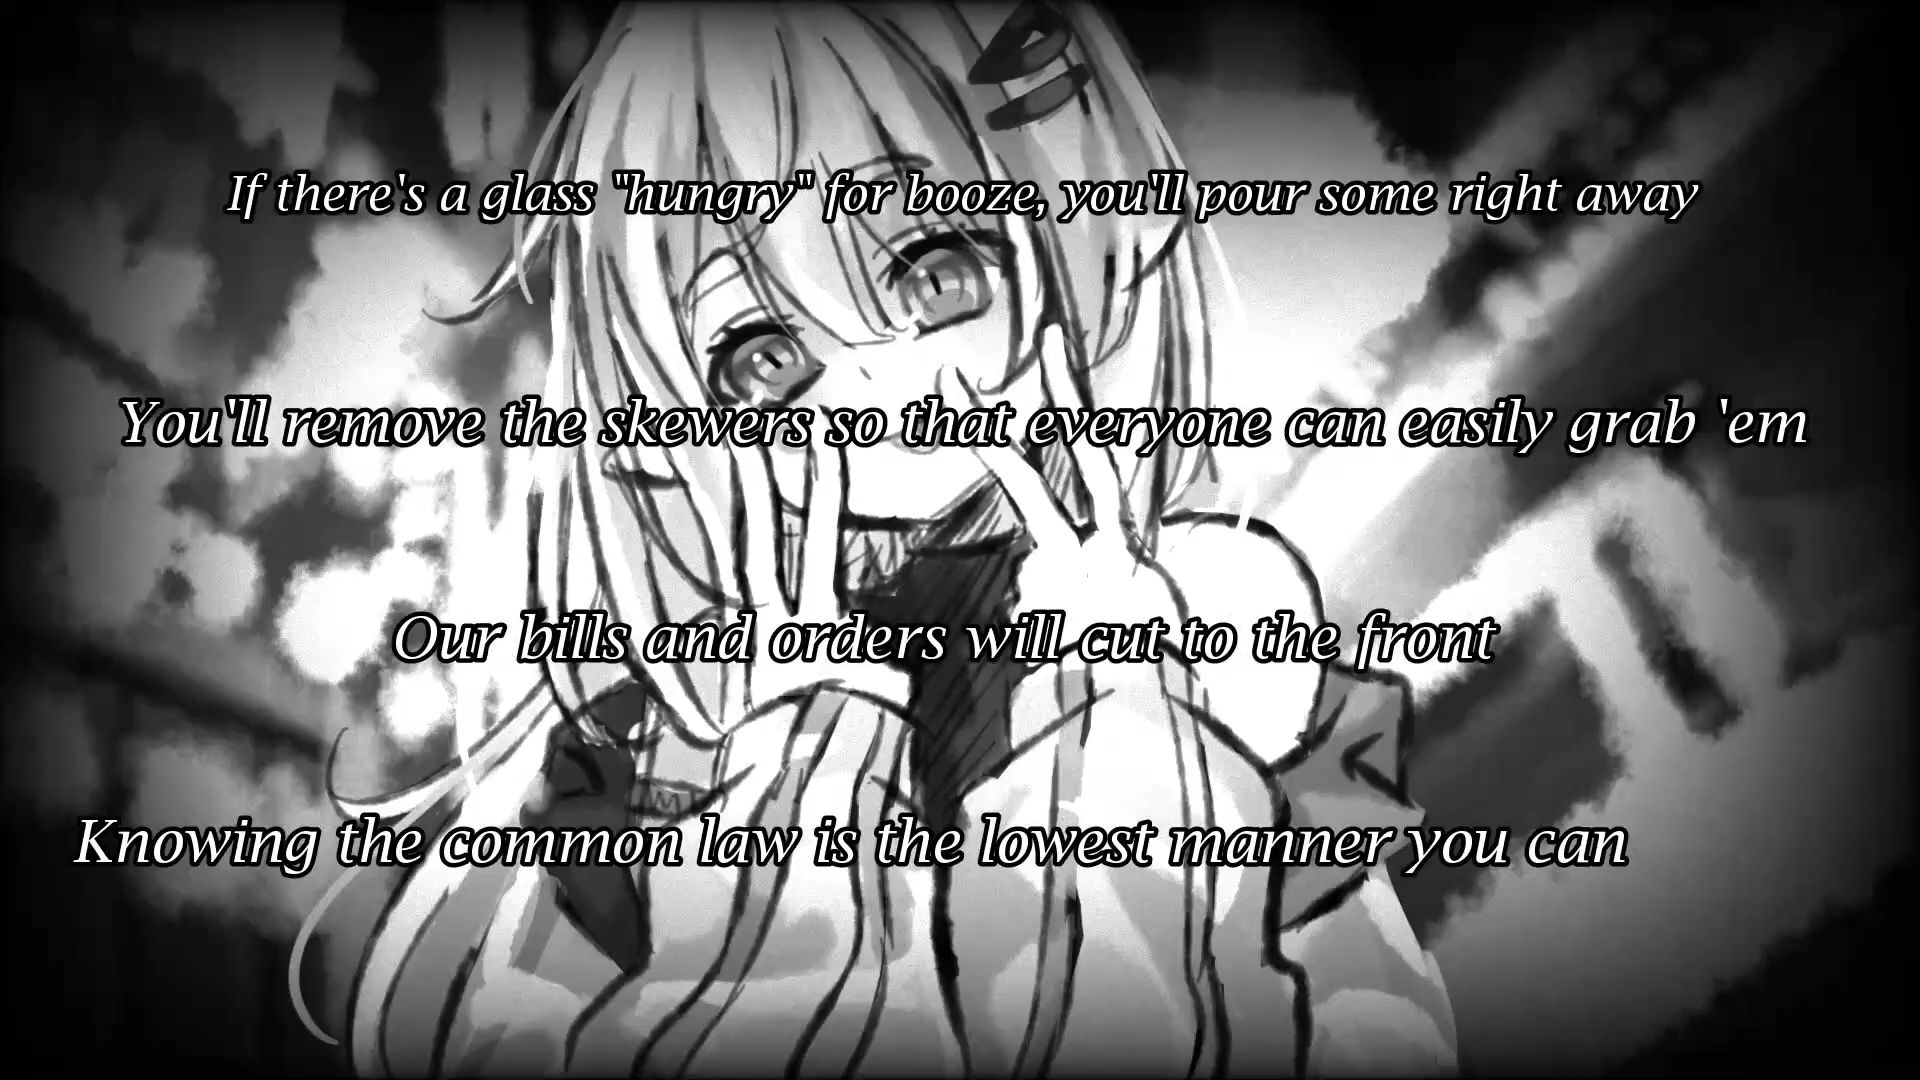 If there's a glass "hungry" for booze, you'll pour some right away
You'll remove the skewers so that everyone can easily grab 'em
Our bills and orders will cut to the front
Knowing the common law is the lowest manner you can